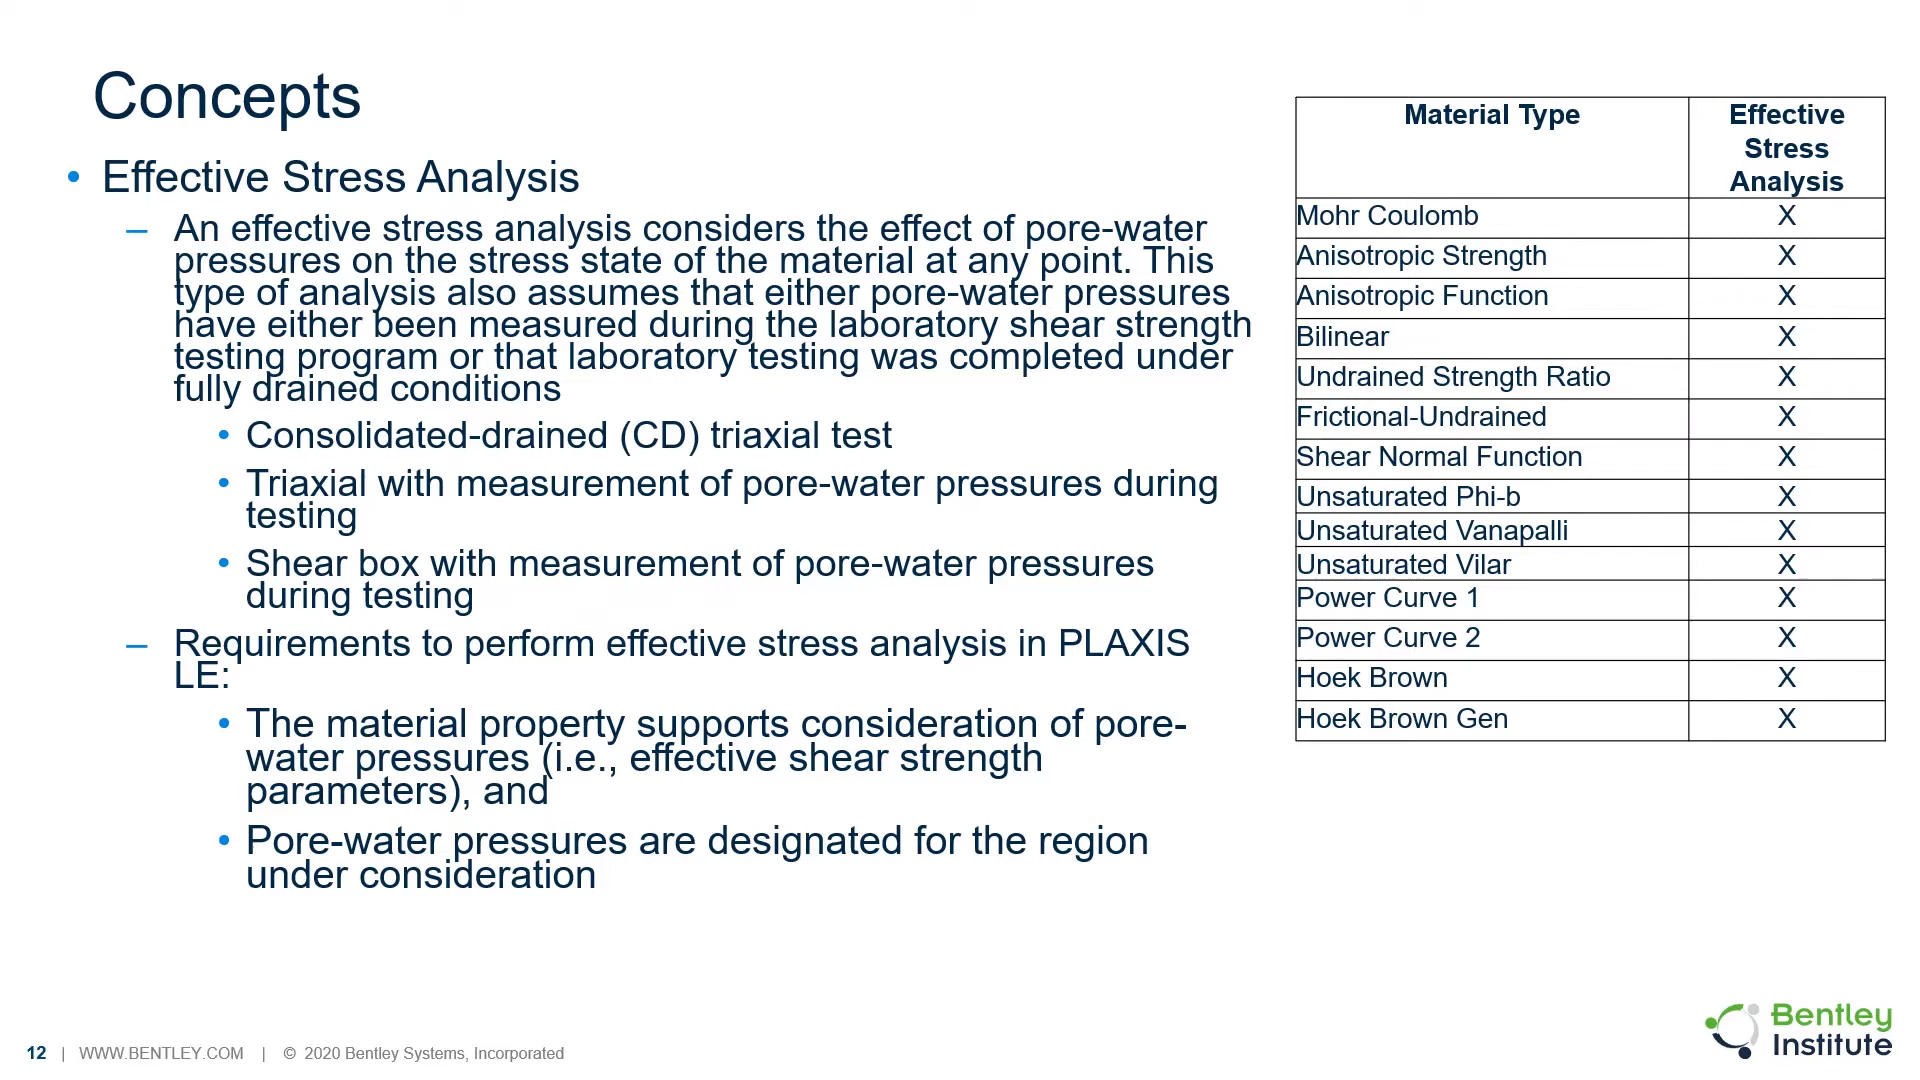 Concepts
• Effective Stress Analysis
– An effective stress analysis considers the effect of pore-water
pressures on the stress state of the material at any point. This
type of analysis also assumes that either pore-water pressures
have either been measured during the laboratory shear strength
testing program or that laboratory testing was completed under
fully drained conditions
• Consolidated-drained (CD) triaxial test
• Triaxial with measurement of pore-water pressures during
testing
• Shear box with measurement of pore-water pressures
during testing
– Requirements to perform effective stress analysis in PLAXIS
LE:
• The material property supports consideration of pore-
water pressures (i.e., effective shear strength
parameters), and
• Pore-water pressures are designated for the region
under consideration
Material Type Effective
Stress
Analysis
Mohr Coulomb X
Anisotropic Strength X
Anisotropic Function X
Bilinear X
Undrained Strength Ratio X
Frictional-Undrained X
Shear Normal Function X
Unsaturated Phi-b X
Unsaturated Vanapalli X
Unsaturated Vilar X
Power Curve 1 X
Power Curve 2 X
Hoek Brown X
Hoek Brown Gen X
12 | WWW.BENTLEY.COM | © 2020 Bentley Systems, Incorporated
Bentley
Institute